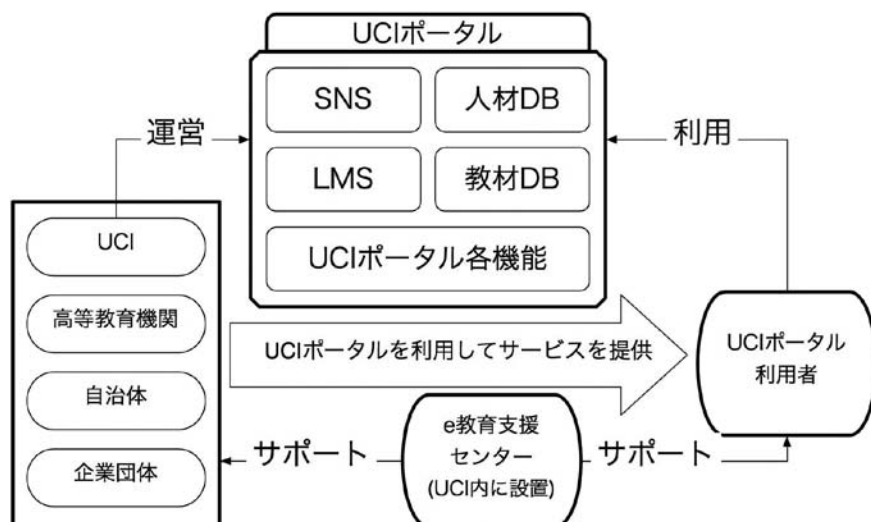 UCIポータル
SNS
人材DB
運営
利用
LMS
教材DB
UCI
UCIポータル各機能
高等教育機関
UCIポータルを利用してサービスを提供
UCIポータル
利用者
自治体
e教育支援
サポート
センター
サポート
企業団体
(UCI内に設置)